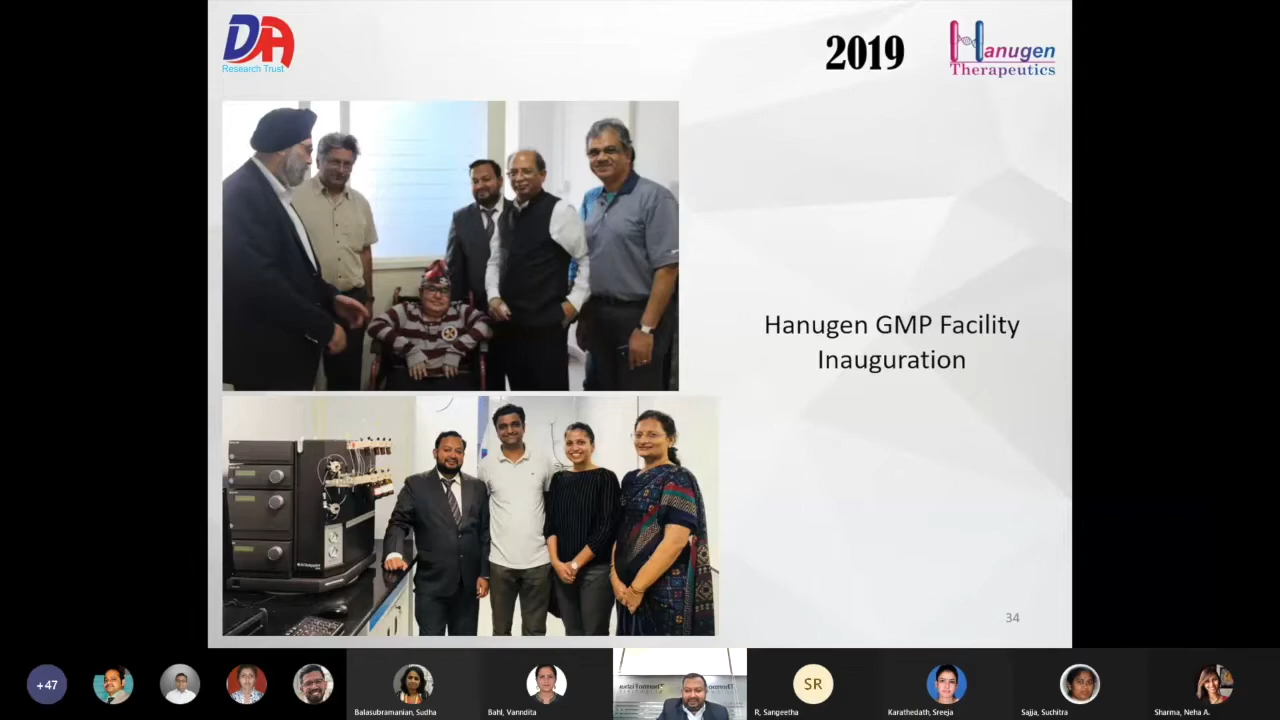 DA
Research Trust
2019
Hanugen
Therapeutics
Hanugen GMP Facility
Inauguration
34
+47
Balasubramanian, Sudha
Bahl, Vanndita
SR
R, Sangeetha
Karathedath, Sreeja
Sajja, Suchitra
Sharma, Neha A.